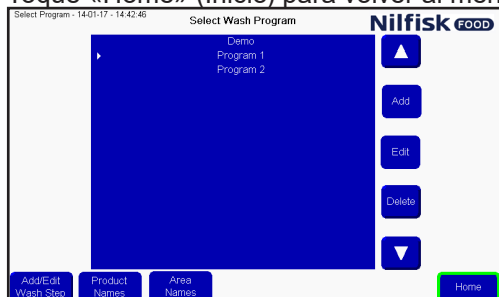 Toque «Home» (Inicio) para volver al men
Select Program - 14-01-17 - 14:42:46
Select Wash Program
Nilfisk FOOD
Demo
Program 1
Program 2
Add
Edit
Delete
Add/Edit
Wash Step
Product
Names
Area
Names
Home